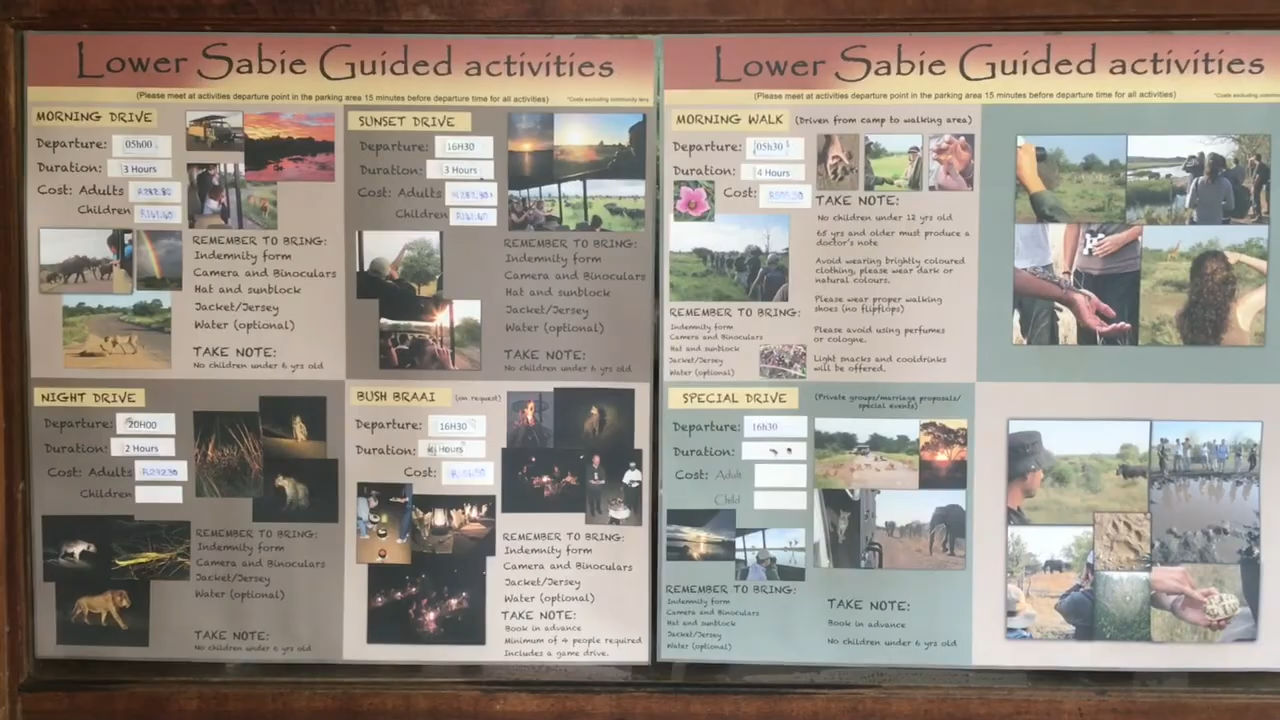 Lower Sabie Guided activities
(Please meet at activities departure point in the parking area 15 minutes before departure time for all activities)
*Costs excluding community levy
MORNING DRIVE
Departure: 05h00
Duration: 3 Hours
Cost: Adults
Children
REMEMBER TO BRING:
Indemnity form
Camera and Binoculars
Hat and sunblock
Jacket/Jersey
Water (optional)
TAKE NOTE:
No children under 6 yrs old
SUNSET DRIVE
Departure: 16H30
Duration: 3 Hours
Cost: Adults
Children
REMEMBER TO BRING:
Indemnity form
Camera and Binoculars
Hat and sunblock
Jacket/Jersey
Water (optional)
TAKE NOTE:
No children under 6 yrs old
NIGHT DRIVE
Departure: 20H00
Duration: 2 Hours
Cost: Adults
Children
REMEMBER TO BRING:
Indemnity form
Camera and Binoculars
Jacket/Jersey
Water (optional)
TAKE NOTE:
No children under 6 yrs old
BUSH BRAAI (on request)
Departure: 16H30
Duration: Hours
Cost:
REMEMBER TO BRING:
Indemnity form
Camera and Binoculars
Jacket/Jersey
Water (optional)
TAKE NOTE:
Book in advance
Minimum of 4 people required
Includes a game drive.
Lower Sabie Guided activities
(Please meet at activities departure point in the parking area 15 minutes before departure time for all activities)
*Costs excluding
MORNING WALK (Driven from camp to walking area)
Departure: 05h30
Duration: 4 Hours
Cost:
TAKE NOTE:
No children under 12 yrs old
65 yrs and older must produce a
doctor's note
Avoid wearing brightly coloured
clothing, please wear dark or
natural colours.
Please wear proper walking
shoes (no flipflops)
Please avoid using perfumes
or cologne.
Light snacks and cooldrinks
will be offered.
REMEMBER TO BRING:
Indemnity form
Camera and Binoculars
Hat and sunblock
Jacket/Jersey
Water (optional)
SPECIAL DRIVE (Private groups/marriage proposals/
special events)
Departure: 16h30
Duration:
Cost: Adult
Child
REMEMBER TO BRING:
Indemnity form
Camera and Binoculars
Hat and sunblock
Jacket/Jersey
Water (optional)
TAKE NOTE:
Book in advance
No children under 6 yrs old